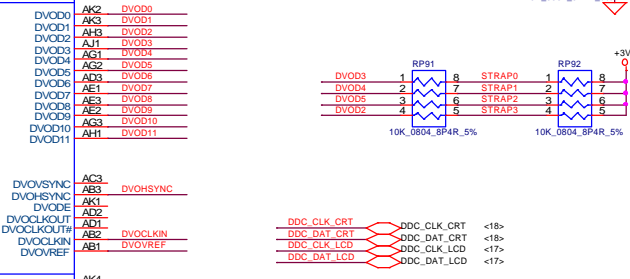 DVOD0 AK2 DVOD0
DVOD1 AK3 DVOD1
DVOD2 AH3 DVOD2
DVOD3 AJ1 DVOD3
DVOD4 AG1 DVOD4
DVOD5 AG2 DVOD5
DVOD6 AD3 DVOD6
DVOD7 AE1 DVOD7
DVOD8 AE3 DVOD8
DVOD9 AE2 DVOD9
DVOD10 AG3 DVOD10
DVOD11 AH1 DVOD11
DVOVSYNC AC3
DVOHSYNC AB3 DVOHSYNC
DVODE AK1
DVOCLKOUT AD2
DVOCLKOUT# AD1
DVOCLKIN AB2 DVOCLKIN
DVOVREF AB1 DVOVREF
AK4
+3V
RP91 RP92
DVOD3 1 8 STRAP0 1 8
DVOD4 2 7 STRAP1 2 7
DVOD5 3 6 STRAP2 3 6
DVOD2 4 5 STRAP3 4 5
10K_0804_8P4R_5% 10K_0804_8P4R_5%
DDC_CLK_CRT DDC_CLK_CRT <18>
DDC_DAT_CRT DDC_DAT_CRT <18>
DDC_CLK_LCD DDC_CLK_LCD <17>
DDC_DAT_LCD DDC_DAT_LCD <17>